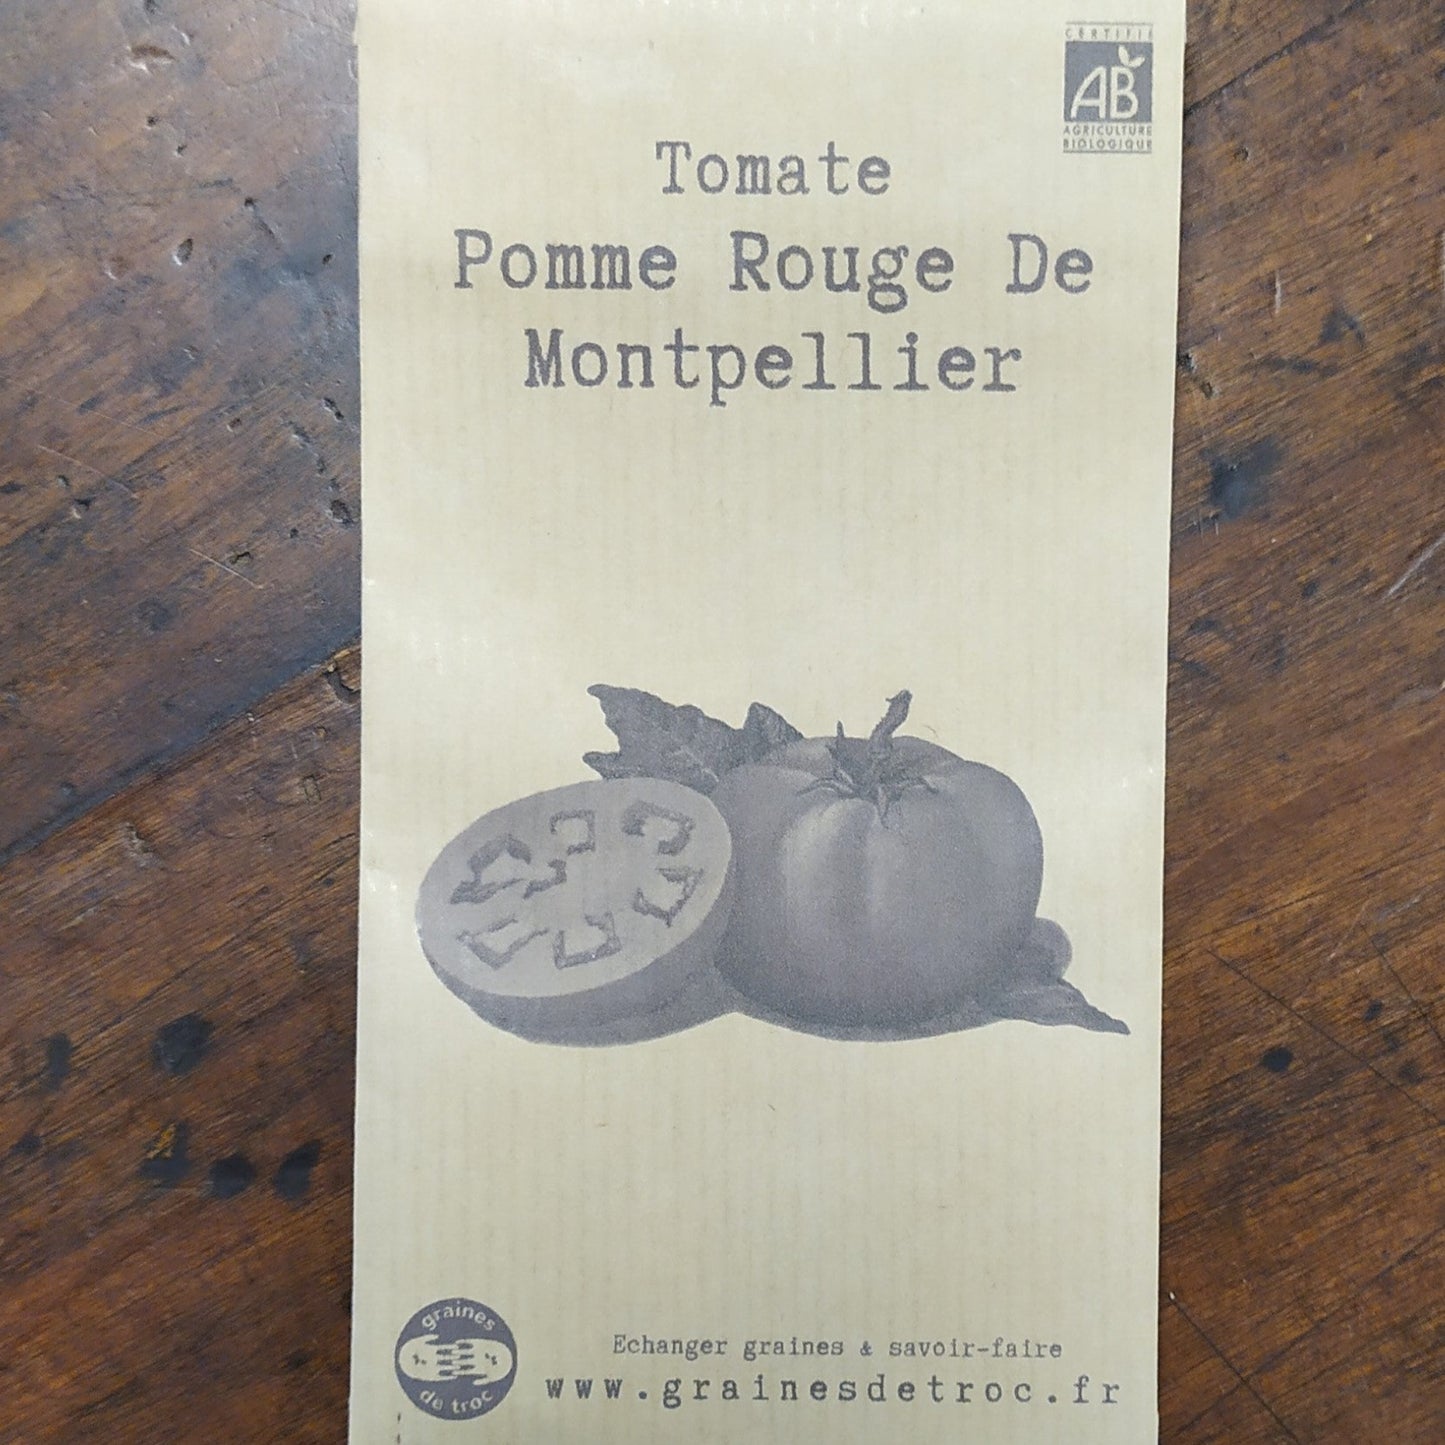 CERTIFIÉ
AB
AGRICULTURE
BIOLOGIQUE
Tomate
Pomme Rouge De
Montpellier
graines
de troc
Echanger graines & savoir-faire
www.grainesdetroc.fr